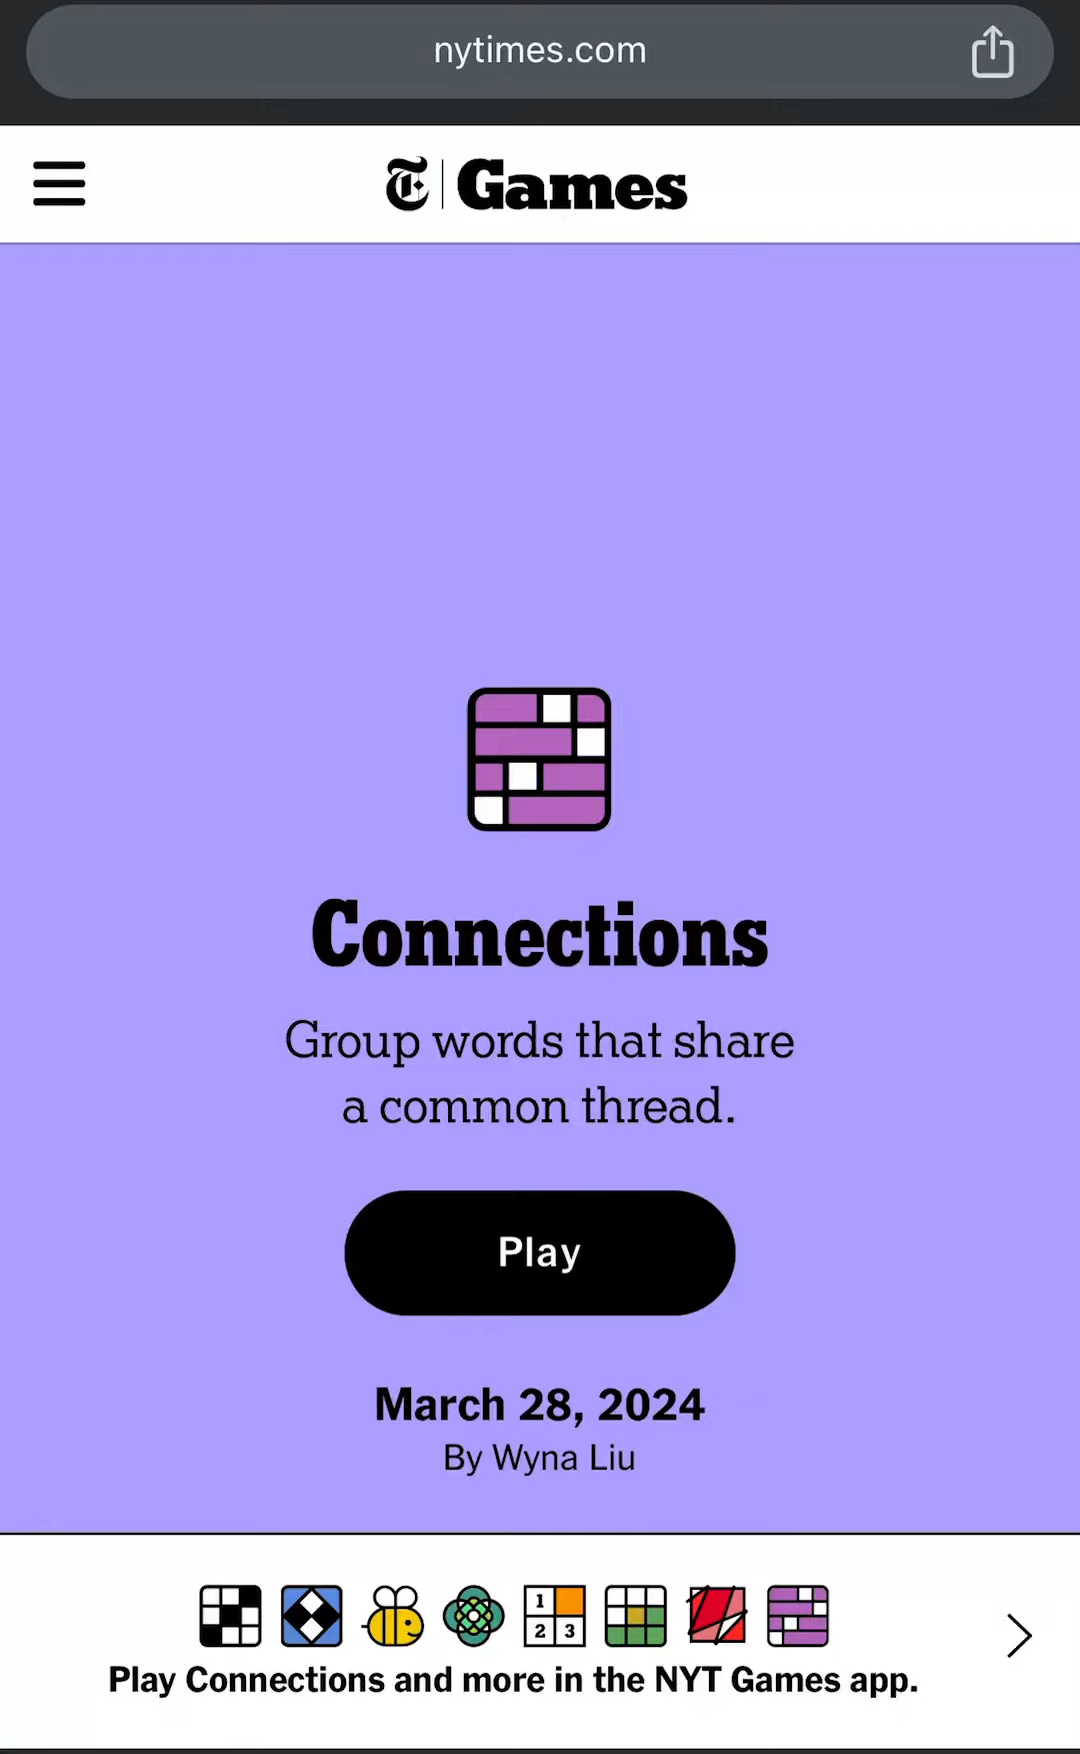 nytimes.com
T Games
Connections
Group words that share
a common thread.
Play
March 28, 2024
By Wyna Liu
1
2 3
Play Connections and more in the NYT Games app.